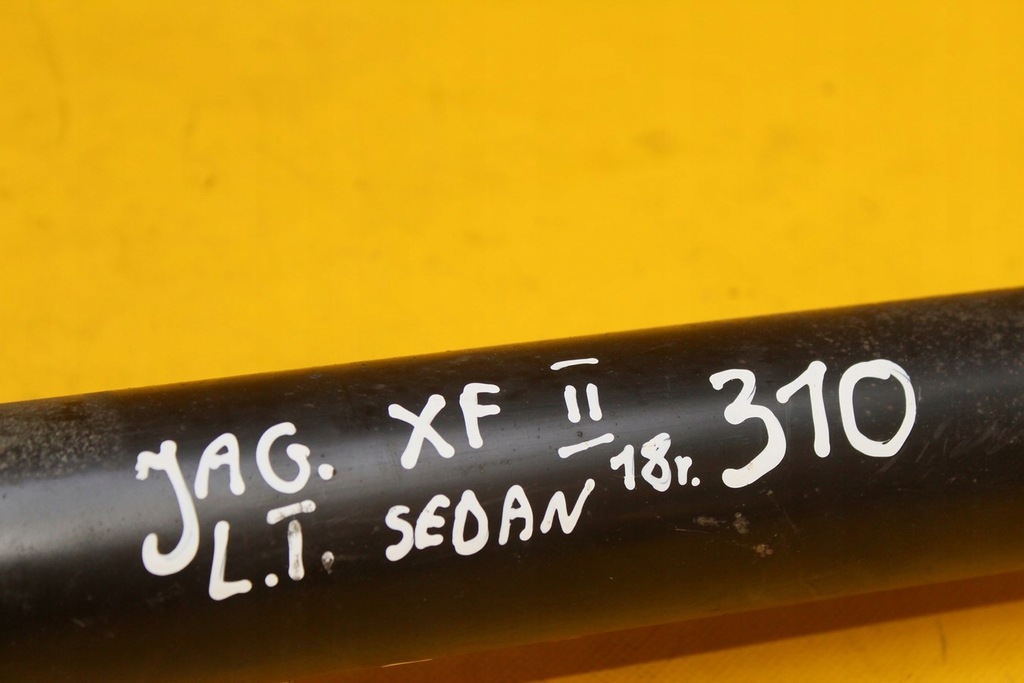 JAG. XF II 18r. 310
L.T. SEDAN